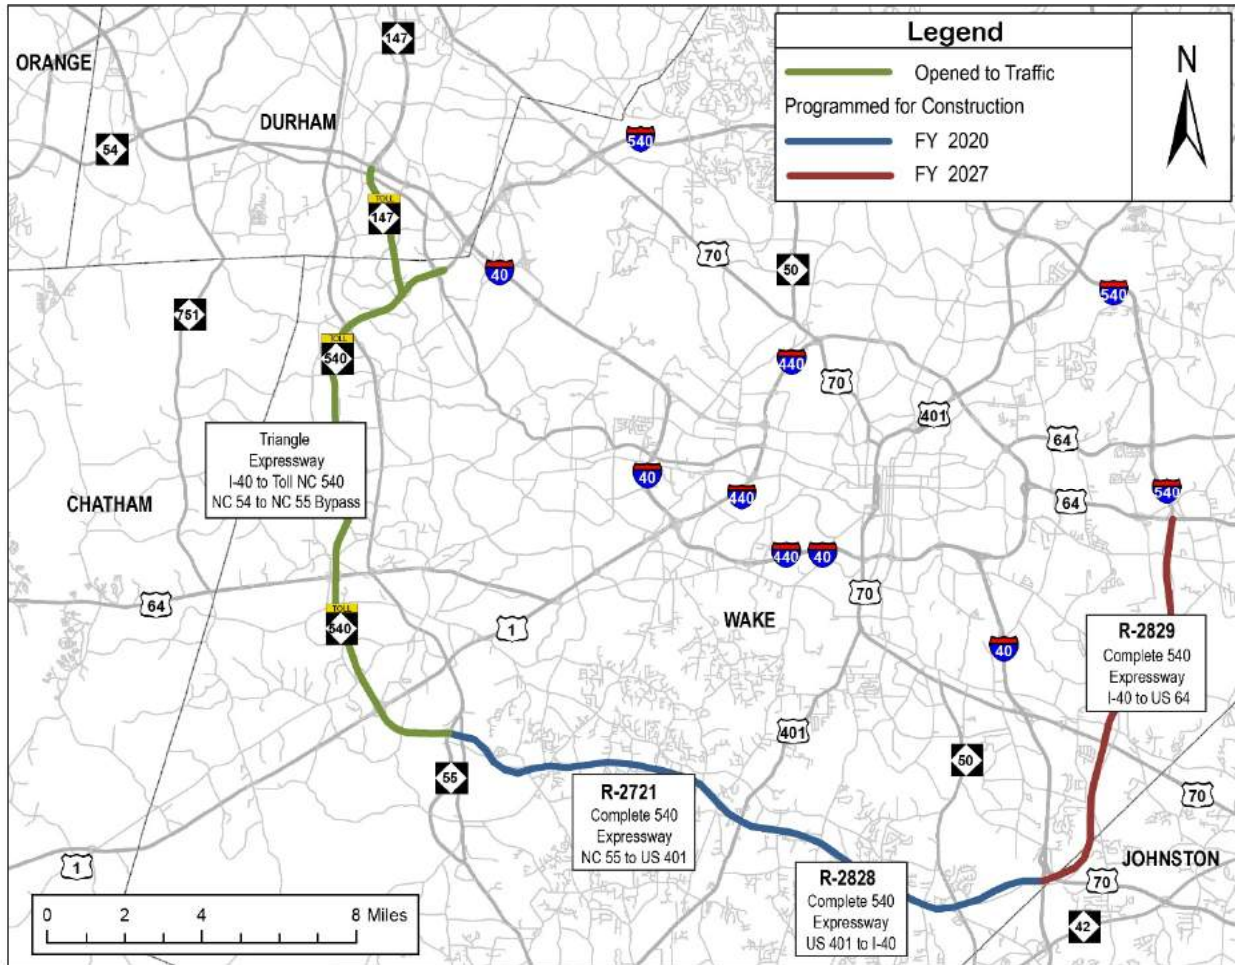 Legend
Opened to Traffic
Programmed for Construction
FY 2020
FY 2027
N
ORANGE
147
DURHAM
54
540
TOLL
147
70
50
40
751
540
TOLL
540
440
70
401
64
Triangle
Expressway
I-40 to Toll NC 540
NC 54 to NC 55 Bypass
40
440
64
540
CHATHAM
440
40
64
70
TOLL
540
1
WAKE
40
R-2829
Complete 540
Expressway
I-40 to US 64
401
55
50
70
R-2721
Complete 540
Expressway
NC 55 to US 401
1
R-2828
Complete 540
Expressway
US 401 to I-40
JOHNSTON
70
42
0 2 4 8 Miles